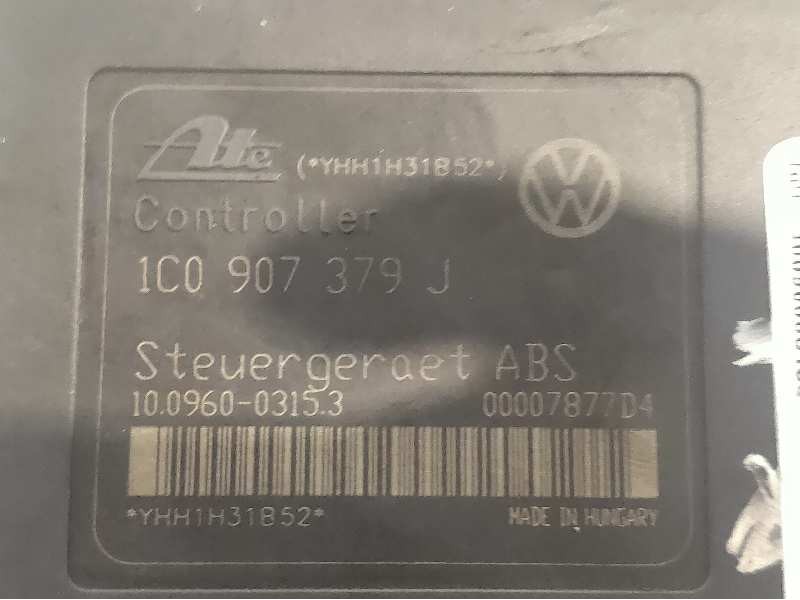 Ate (*YHH1H31852*)
Controller
1C0 907 379 J
Steuergeraet ABS
10.0960-0315.3 00007877D4
*YHH1H31852*
MADE IN HUNGARY